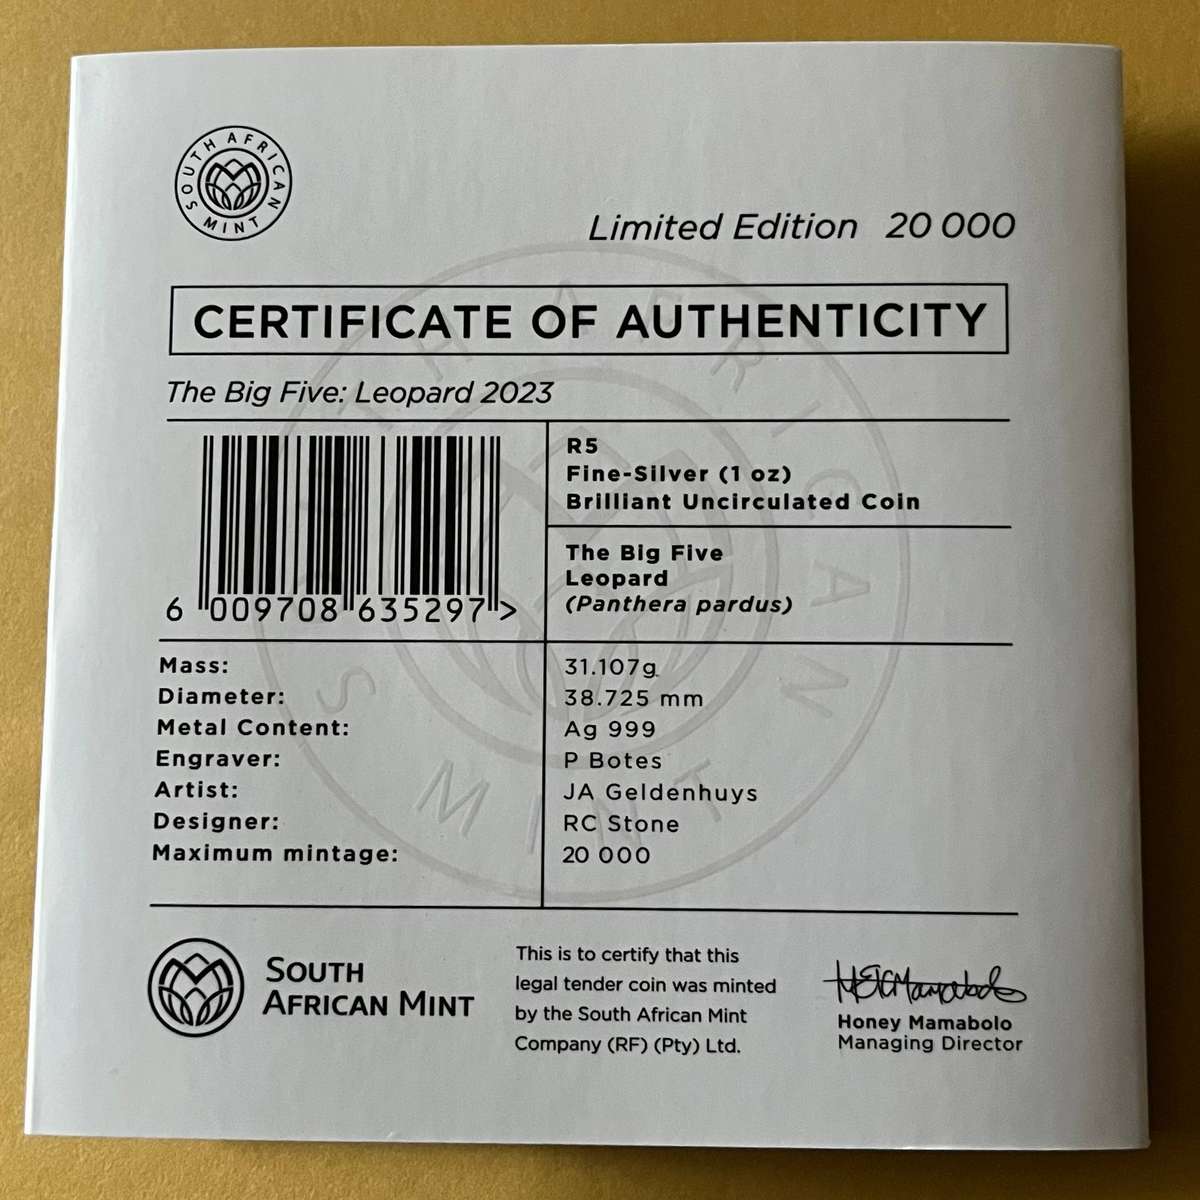 SOUTH AFRICAN MINT
Limited Edition 20 000
CERTIFICATE OF AUTHENTICITY
The Big Five: Leopard 2023
6 009708 635297 >
R5
Fine-Silver (1 oz)
Brilliant Uncirculated Coin
The Big Five
Leopard
(Panthera pardus)
Mass: 31.107g
Diameter: 38.725 mm
Metal Content: Ag 999
Engraver: P Botes
Artist: JA Geldenhuys
Designer: RC Stone
Maximum mintage: 20 000
SOUTH AFRICAN MINT
SOUTH
AFRICAN MINT
This is to certify that this
legal tender coin was minted
by the South African Mint
Company (RF) (Pty) Ltd.
Honey Mamabolo
Managing Director